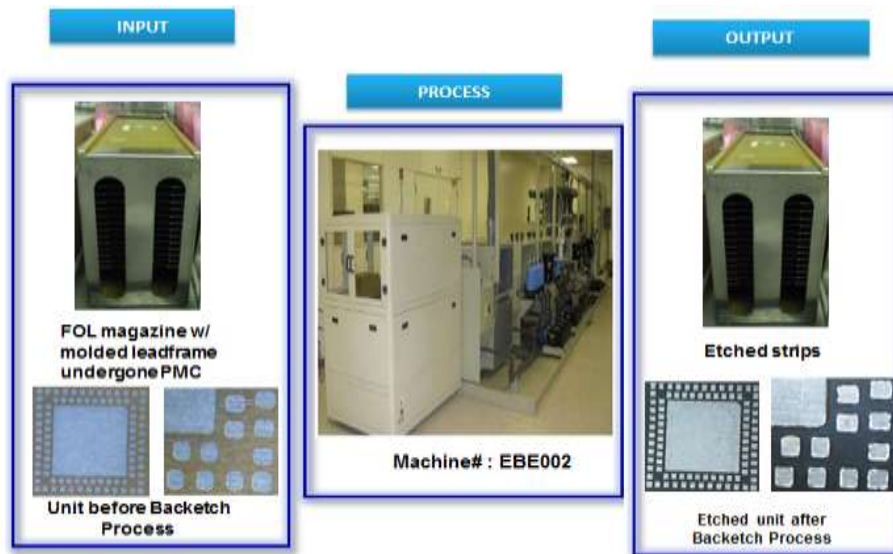 INPUT
FOL magazine w/
molded leadframe
undergone PMC
Unit before Backetch
Process
PROCESS
Machine# : EBE002
OUTPUT
Etched strips
Etched unit after
Backetch Process